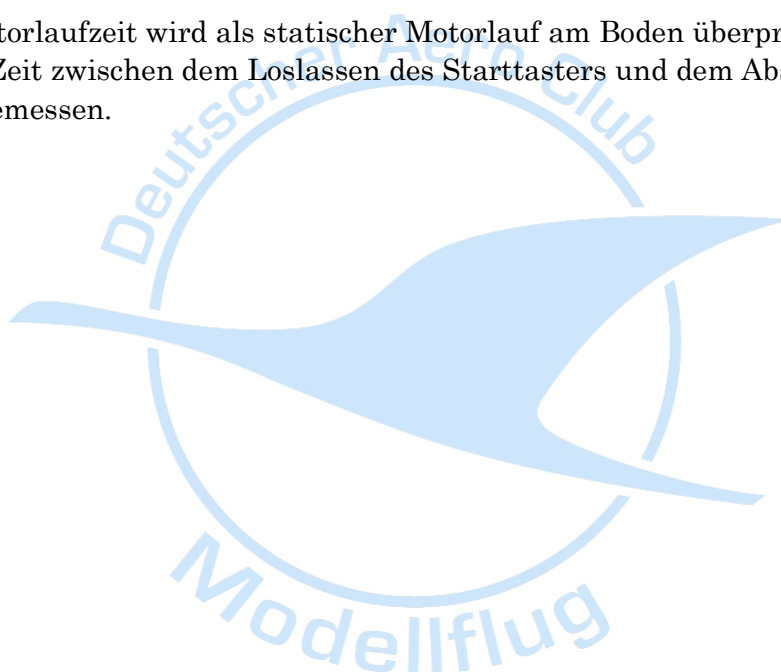 torlaufzeit wird als statischer Motorlauf am Boden überpr
Zeit zwischen dem Loslassen des Starttasters und dem Abs
emessen.
Deutscher Aero Club
Modellflug